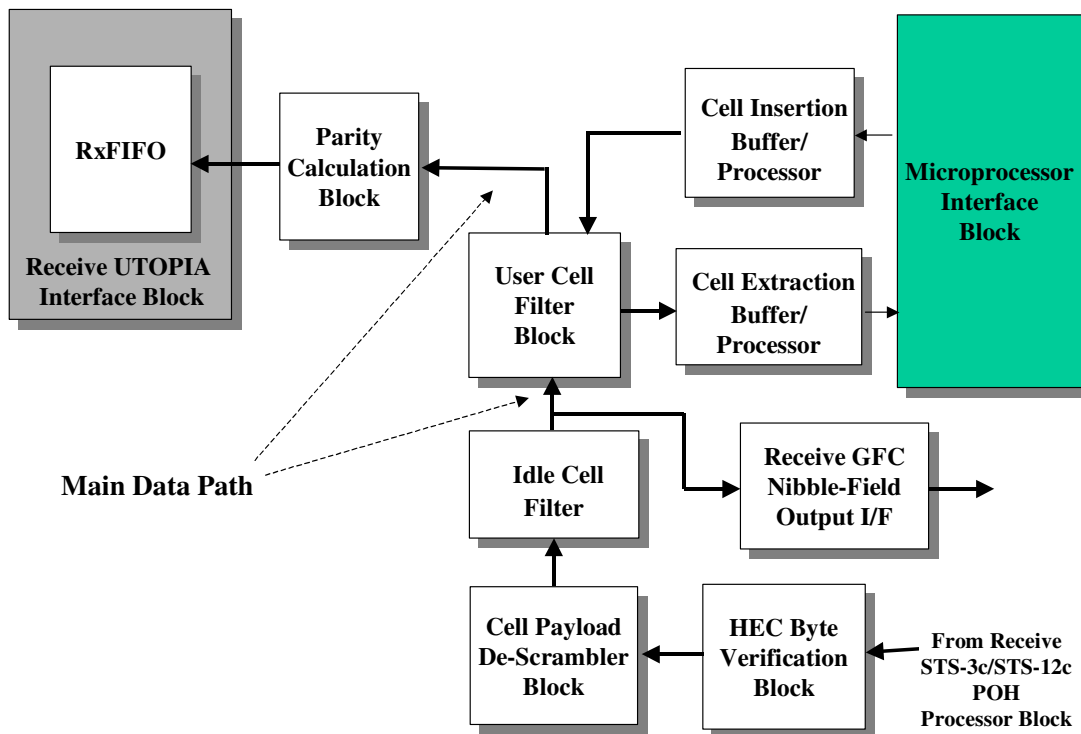 RxFIFO
Receive UTOPIA
Interface Block
Parity
Calculation
Block
Cell Insertion
Buffer/
Processor
Microprocessor
Interface
Block
User Cell
Filter
Block
Cell Extraction
Buffer/
Processor
Main Data Path
Idle Cell
Filter
Receive GFC
Nibble-Field
Output I/F
Cell Payload
De-Scrambler
Block
HEC Byte
Verification
Block
From Receive
STS-3c/STS-12c
POH
Processor Block